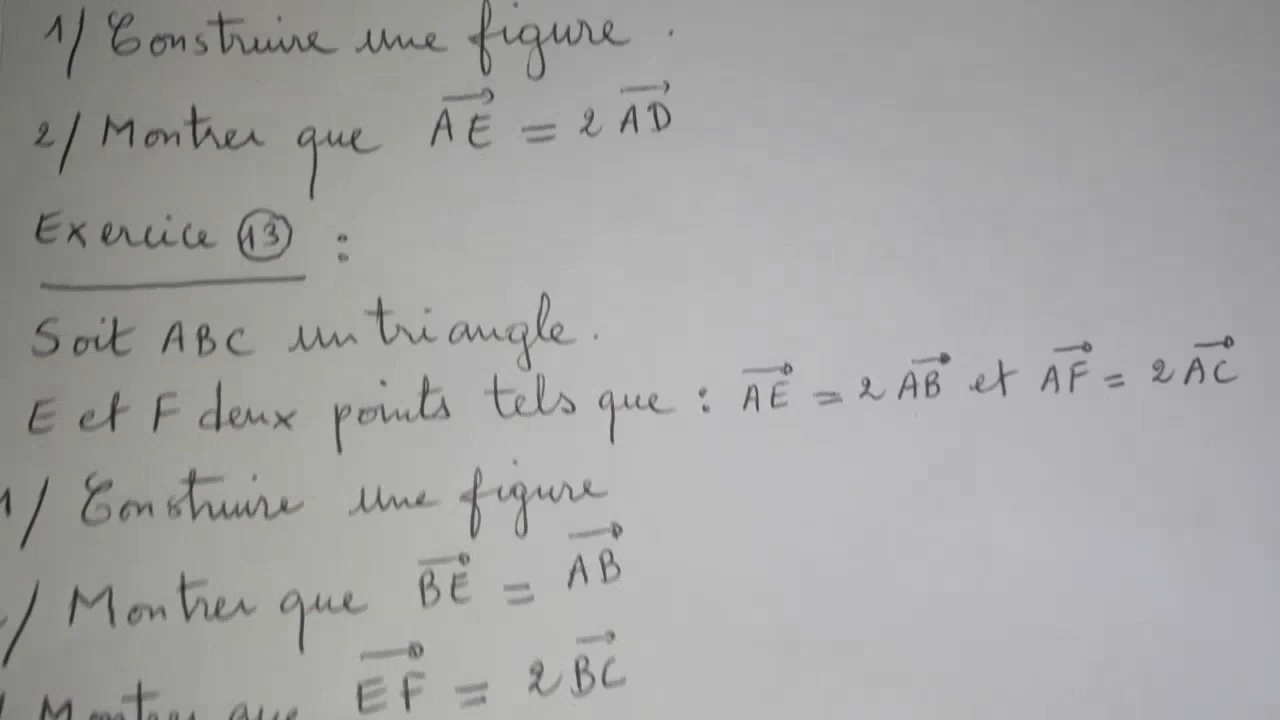 1/ Construire une figure.
2/ Montrer que AE→ = 2 AD→
Exercice 13 :
Soit ABC un triangle.
E et F deux points tels que : AE→ = 2 AB→ et AF→ = 2 AC→
1/ Construire une figure
/ Montrer que BE→ = AB→
/ Montrer que EF→ = 2 BC→